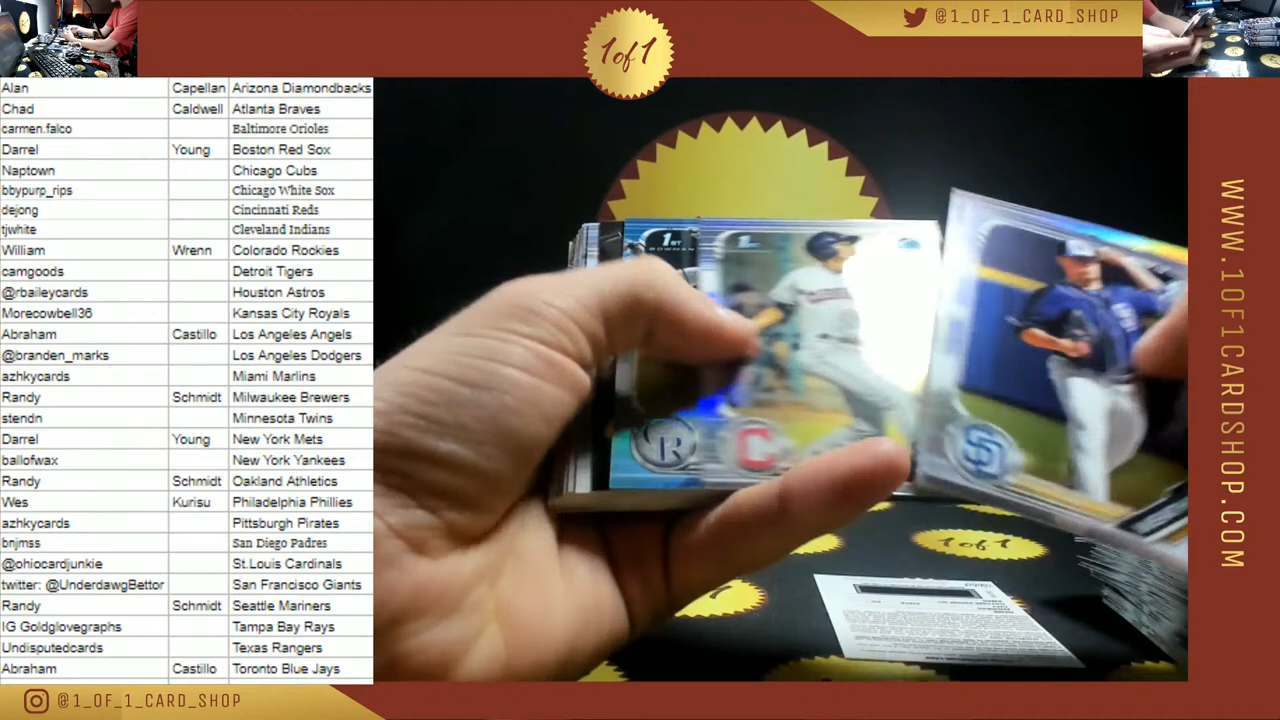 @1_OF_1_CARD_SHOP
1of1
Alan Capellan Arizona Diamondbacks
Chad Caldwell Atlanta Braves
carmen.falco Baltimore Orioles
Darrel Young Boston Red Sox
Naptown Chicago Cubs
bbypurp_rips Chicago White Sox
dejong Cincinnati Reds
tjwhite Cleveland Indians
William Wrenn Colorado Rockies
camgoods Detroit Tigers
@rbaileycards Houston Astros
Morecowbell36 Kansas City Royals
Abraham Castillo Los Angeles Angels
@branden_marks Los Angeles Dodgers
azhkycards Miami Marlins
Randy Schmidt Milwaukee Brewers
stendn Minnesota Twins
Darrel Young New York Mets
ballofwax New York Yankees
Randy Schmidt Oakland Athletics
Wes Kurisu Philadelphia Phillies
azhkycards Pittsburgh Pirates
bnjmss San Diego Padres
@ohiocardjunkie St.Louis Cardinals
twitter: @UnderdawgBettor San Francisco Giants
Randy Schmidt Seattle Mariners
IG Goldglovegraphs Tampa Bay Rays
Undisputedcards Texas Rangers
Abraham Castillo Toronto Blue Jays
1ST
BOWMAN
1ST
CR
C
SD
1of1
WWW.1OF1CARDSHOP.COM
@1_OF_1_CARD_SHOP